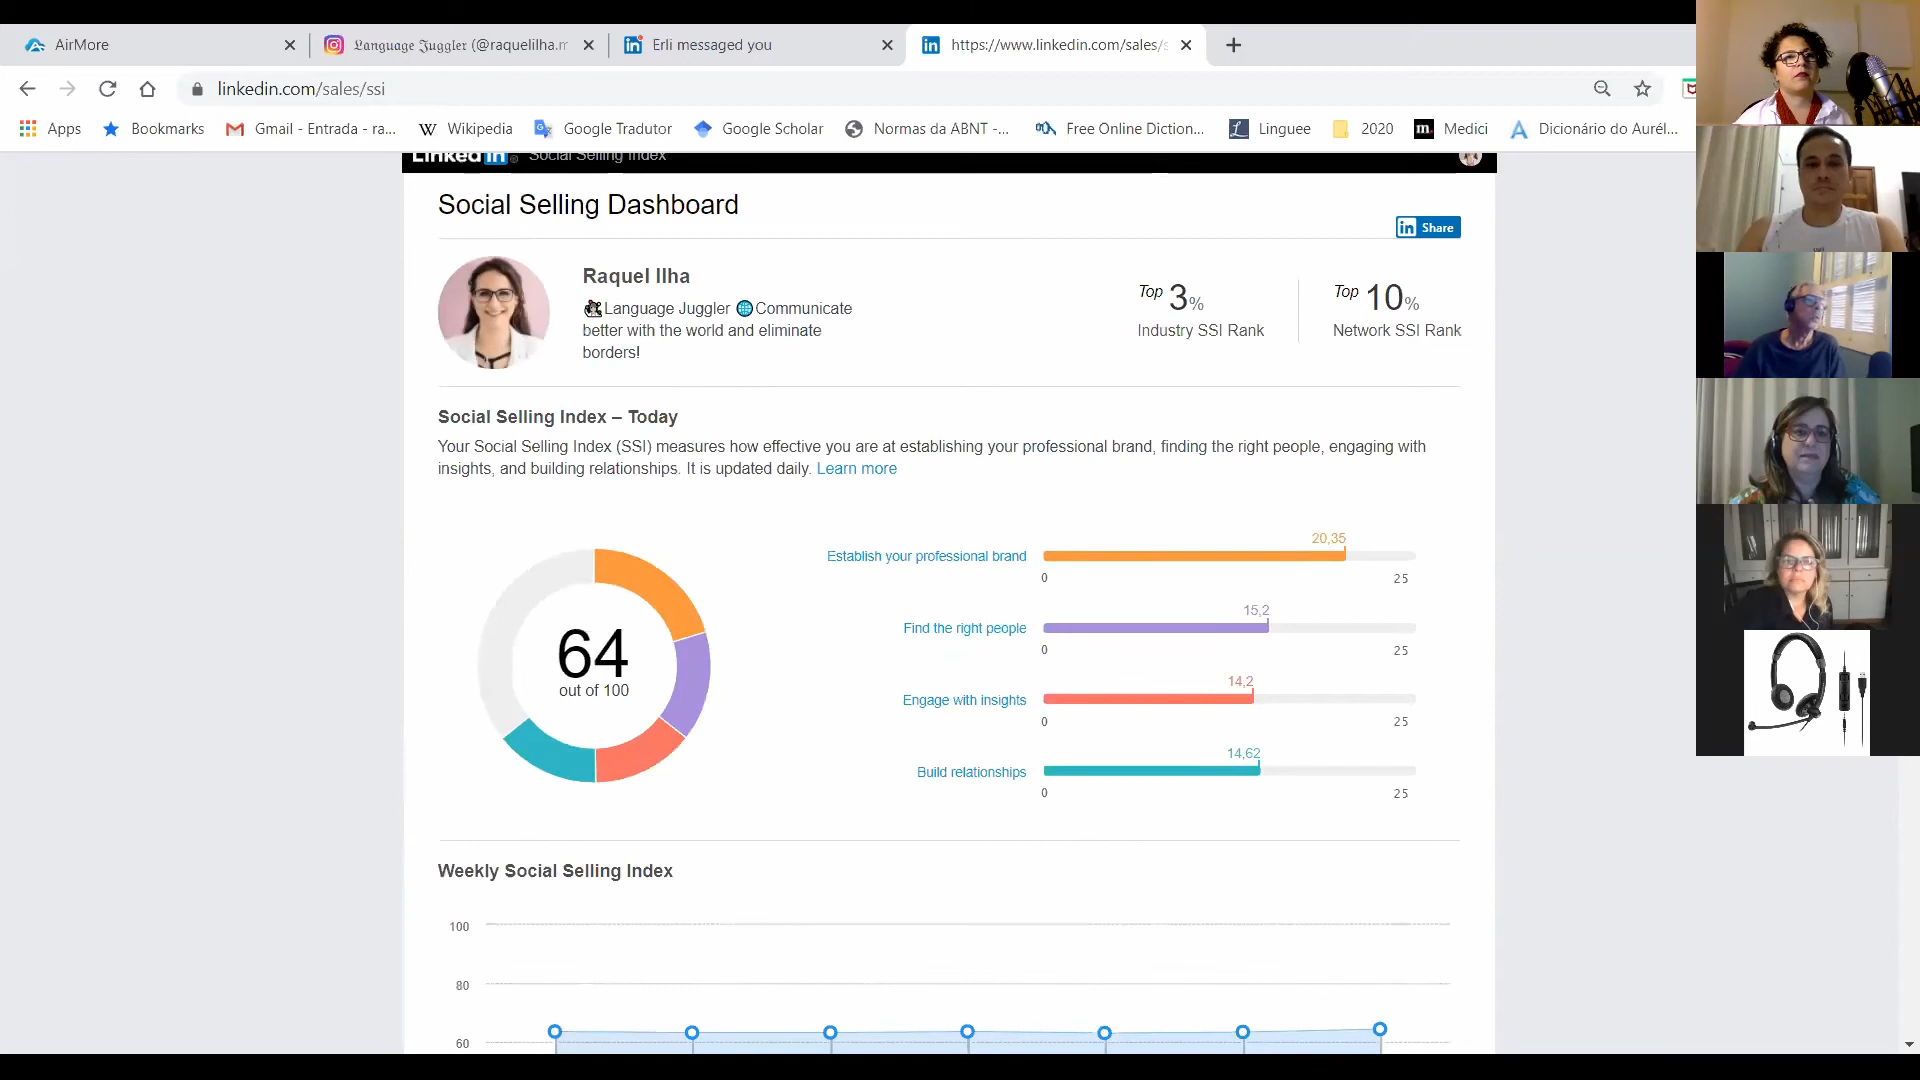 AirMore
𝔏𝔞𝔫𝔤𝔲𝔞𝔤𝔢 𝔍𝔲𝔤𝔤𝔩𝔢𝔯 (@raquelilha.m
Erli messaged you
https://www.linkedin.com/sales/s
linkedin.com/sales/ssi
Apps Bookmarks Gmail - Entrada - ra... Wikipedia Google Tradutor Google Scholar Normas da ABNT -... Free Online Diction... Linguee 2020 Medici Dicionário do Aurél...
LinkedIn Social Selling Index
Social Selling Dashboard
in Share
Raquel Ilha
Language Juggler Communicate
better with the world and eliminate
borders!
Top 3%
Industry SSI Rank
Top 10%
Network SSI Rank
Social Selling Index – Today
Your Social Selling Index (SSI) measures how effective you are at establishing your professional brand, finding the right people, engaging with
insights, and building relationships. It is updated daily. Learn more
64
out of 100
20,35
Establish your professional brand
0 25
15,2
Find the right people
0 25
14,2
Engage with insights
0 25
14,62
Build relationships
0 25
Weekly Social Selling Index
100
80
60